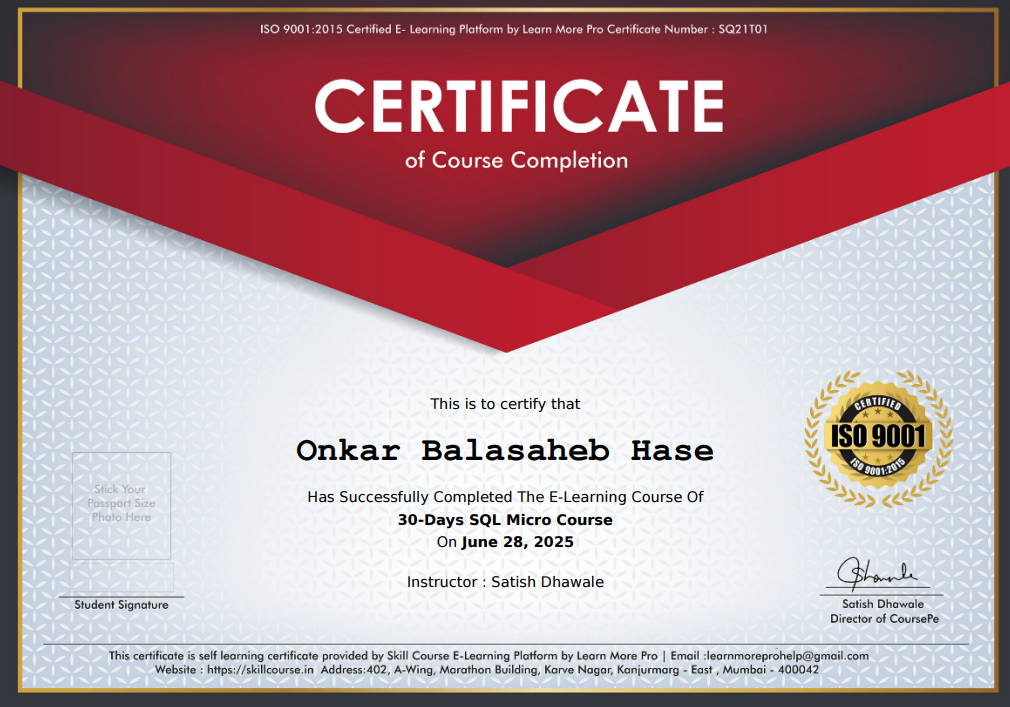 ISO 9001:2015 Certified E- Learning Platform by Learn More Pro Certificate Number : SQ21T01
CERTIFICATE
of Course Completion
This is to certify that
Onkar Balasaheb Hase
Has Successfully Completed The E-Learning Course Of
30-Days SQL Micro Course
On June 28, 2025
Instructor : Satish Dhawale
CERTIFIED
ISO 9001
ISO 9001:2015
Stick Your
Passport Size
Photo Here
Student Signature
Satish Dhawale
Director of CoursePe
This certificate is self learning certificate provided by Skill Course E-Learning Platform by Learn More Pro | Email :learnmoreprohelp@gmail.com
Website : https://skillcourse.in Address:402, A-Wing, Marathon Building, Karve Nagar, Kanjurmarg - East , Mumbai - 400042